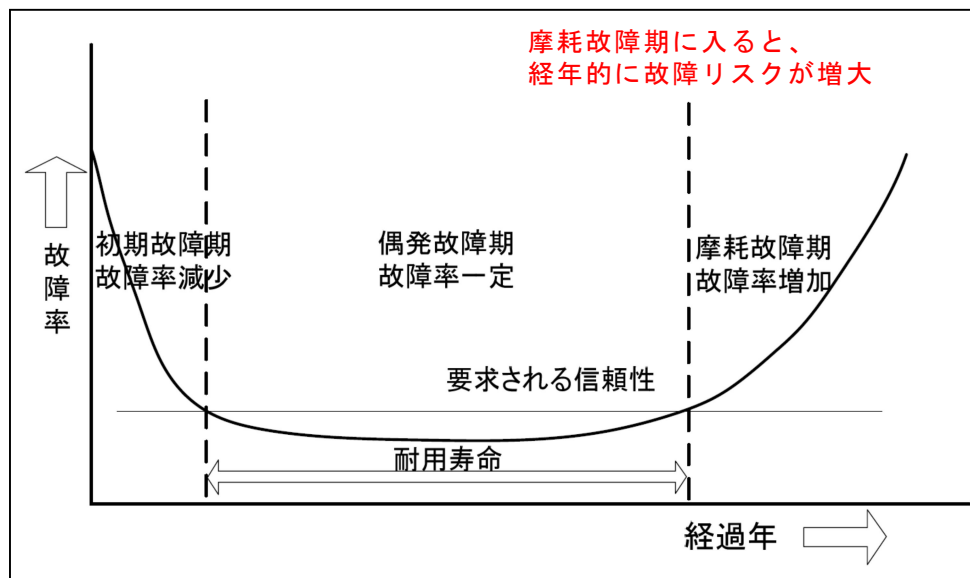 摩耗故障期に入ると、
経年的に故障リスクが増大
故障率
初期故障期
故障率減少
偶発故障期
故障率一定
摩耗故障期
故障率増加
要求される信頼性
耐用寿命
経過年